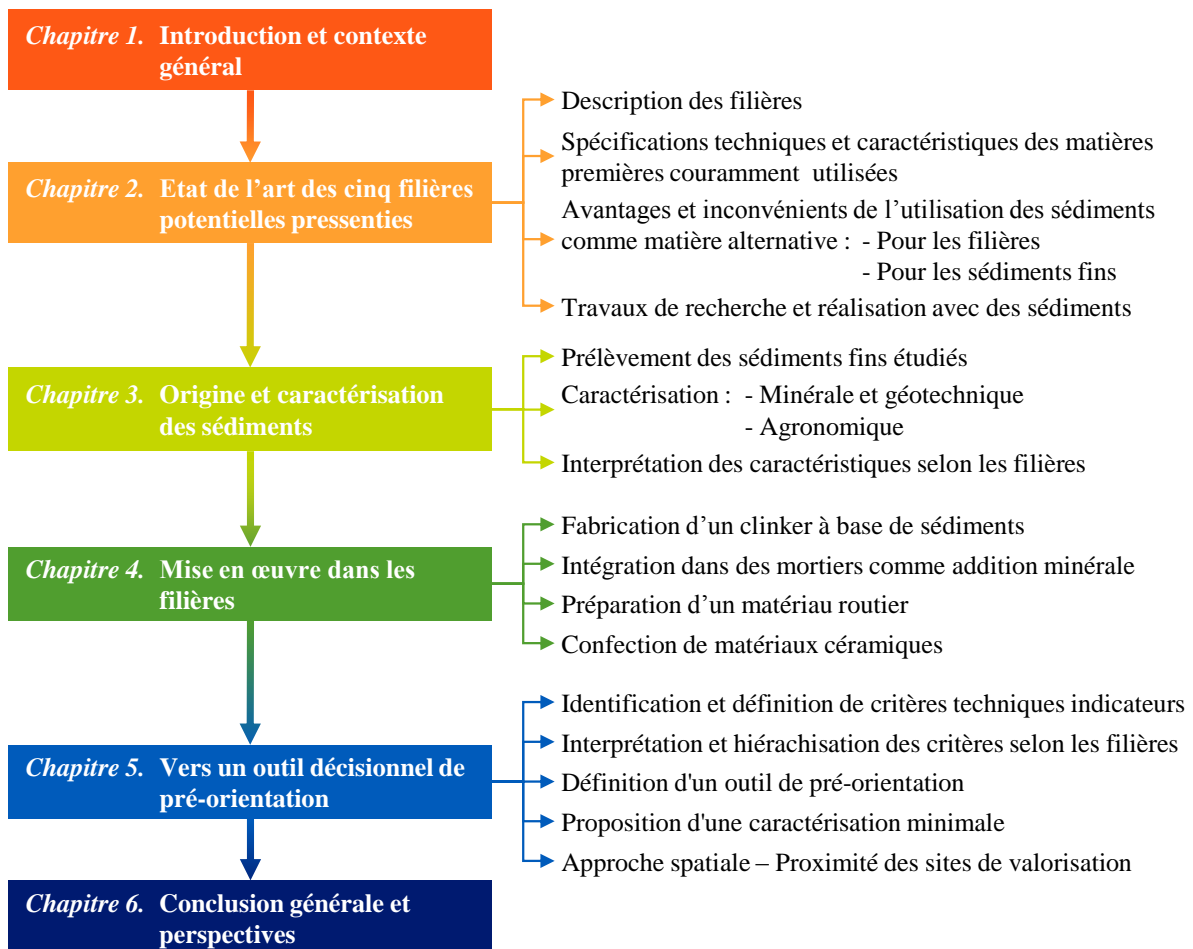 Chapitre 1. Introduction et contexte
général
Chapitre 2. Etat de l’art des cinq filières
potentielles pressenties
Description des filières
Spécifications techniques et caractéristiques des matières
premières couramment utilisées
Avantages et inconvénients de l’utilisation des sédiments
comme matière alternative : - Pour les filières
- Pour les sédiments fins
Travaux de recherche et réalisation avec des sédiments
Chapitre 3. Origine et caractérisation
des sédiments
Prélèvement des sédiments fins étudiés
Caractérisation : - Minérale et géotechnique
- Agronomique
Interprétation des caractéristiques selon les filières
Chapitre 4. Mise en œuvre dans les
filières
Fabrication d’un clinker à base de sédiments
Intégration dans des mortiers comme addition minérale
Préparation d’un matériau routier
Confection de matériaux céramiques
Chapitre 5. Vers un outil décisionnel de
pré-orientation
Identification et définition de critères techniques indicateurs
Interprétation et hiérachisation des critères selon les filières
Définition d'un outil de pré-orientation
Proposition d'une caractérisation minimale
Approche spatiale – Proximité des sites de valorisation
Chapitre 6. Conclusion générale et
perspectives